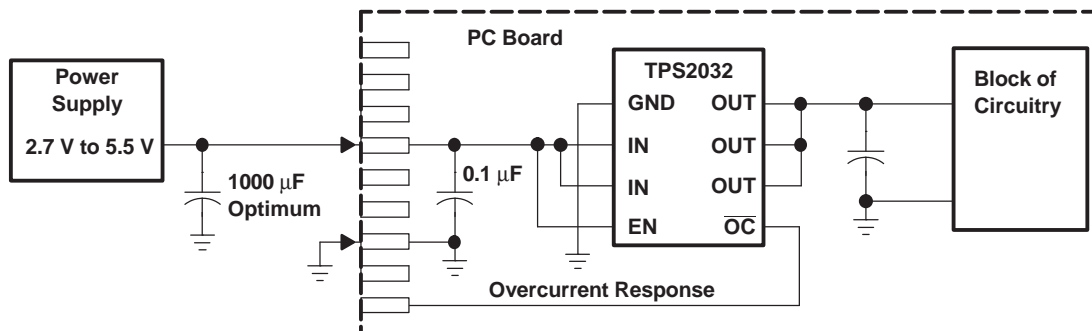 PC Board
Power
Supply
2.7 V to 5.5 V
1000 μF
Optimum
0.1 μF
TPS2032
GND OUT
IN OUT
IN OUT
EN O̅C̅
Block of
Circuitry
Overcurrent Response